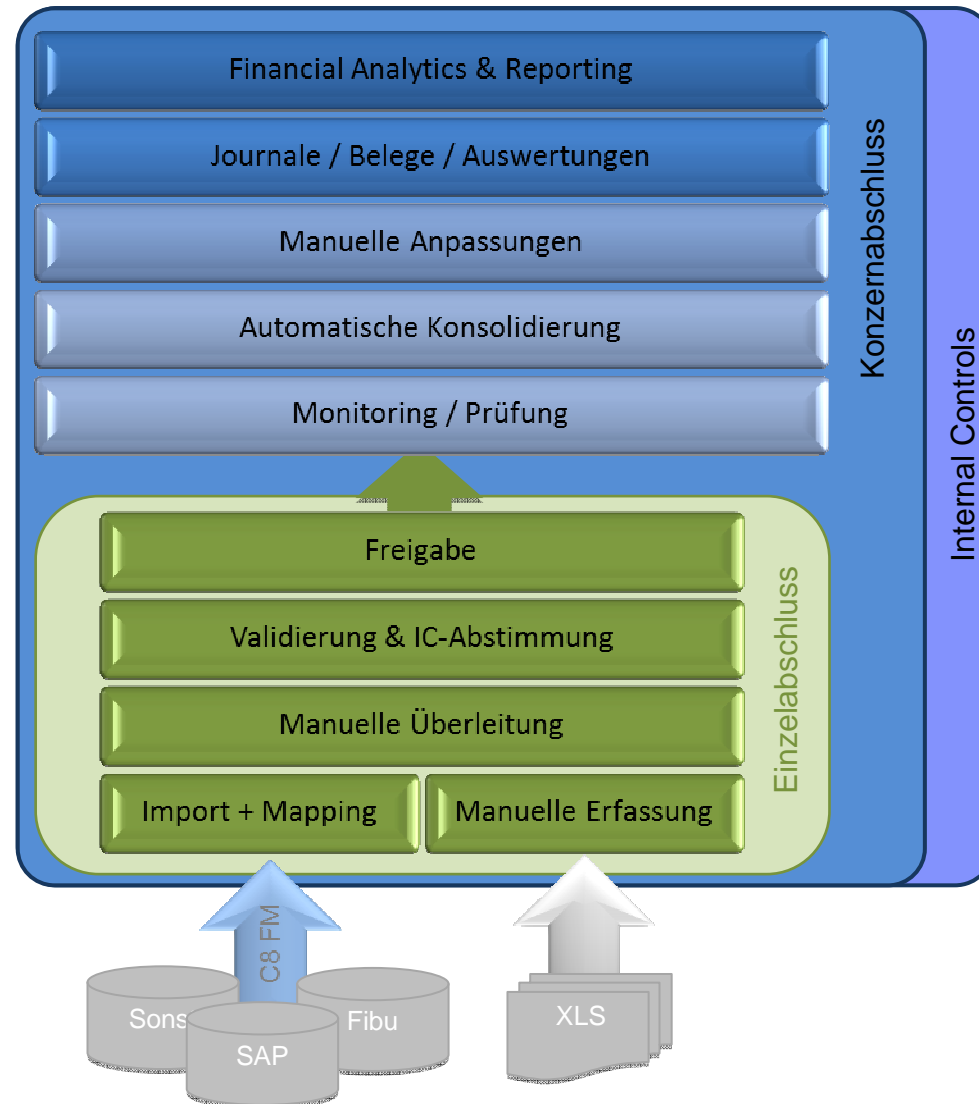 Financial Analytics & Reporting
Journale / Belege / Auswertungen
Manuelle Anpassungen
Automatische Konsolidierung
Monitoring / Prüfung
Konzernabschluss
Internal Controls
Freigabe
Validierung & IC-Abstimmung
Manuelle Überleitung
Import + Mapping
Manuelle Erfassung
Einzelabschluss
C8 FM
Sons
Fibu
SAP
XLS